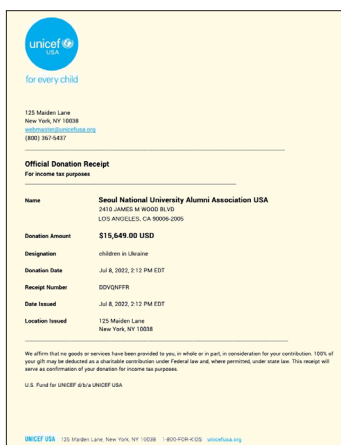 unicef
USA
for every child
125 Maiden Lane
New York, NY 10038
webmaster@unicefusa.org
(800) 367-5437
Official Donation Receipt
For income tax purposes
Name Seoul National University Alumni Association USA
2410 JAMES M WOOD BLVD
LOS ANGELES, CA 90006-2005
Donation Amount $15,649.00 USD
Designation children in Ukraine
Donation Date Jul 8, 2022, 2:12 PM EDT
Receipt Number DDVQNFFR
Date Issued Jul 8, 2022, 2:12 PM EDT
Location Issued 125 Maiden Lane
New York, NY 10038
We affirm that no goods or services have been provided to you, in whole or in part, in consideration for your contribution. 100% of
your gift may be deducted as a charitable contribution under Federal law and, where permitted, under state law. This receipt will
serve as confirmation of your donation for income tax purposes.
U.S. Fund for UNICEF d/b/a UNICEF USA
UNICEF USA 125 Maiden Lane, New York, NY 10038 1-800-FOR-KIDS unicefusa.org